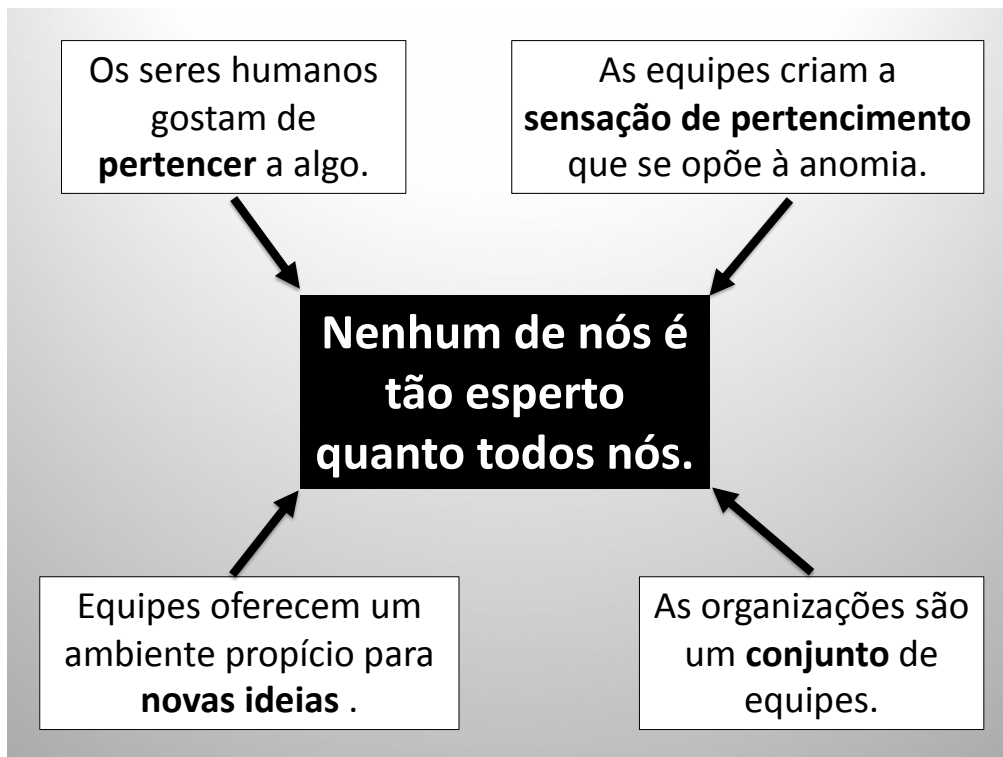 Os seres humanos
gostam de
pertencer a algo.
As equipes criam a
sensação de pertencimento
que se opõe à anomia.
Nenhum de nós é
tão esperto
quanto todos nós.
Equipes oferecem um
ambiente propício para
novas ideias .
As organizações são
um conjunto de
equipes.